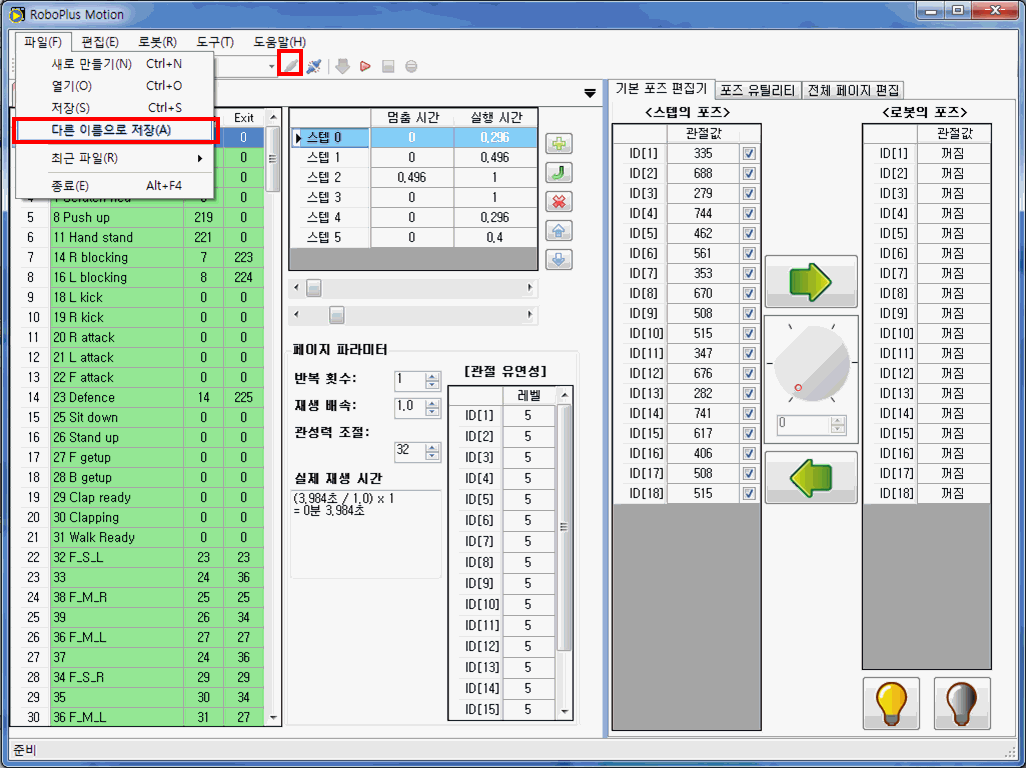 RoboPlus Motion
파일(F) 편집(E) 로봇(R) 도구(T) 도움말(H)
새로 만들기(N) Ctrl+N
열기(O) Ctrl+O
저장(S) Ctrl+S
다른 이름으로 저장(A)
최근 파일(R)
종료(E) Alt+F4
Exit
0
0
0
0
5 8 Push up 219 0
6 11 Hand stand 221 0
7 14 R blocking 7 223
8 16 L blocking 8 224
9 18 L kick 0 0
10 19 R kick 0 0
11 20 R attack 0 0
12 21 L attack 0 0
13 22 F attack 0 0
14 23 Defence 14 225
15 25 Sit down 0 0
16 26 Stand up 0 0
17 27 F getup 0 0
18 28 B getup 0 0
19 29 Clap ready 0 0
20 30 Clapping 0 0
21 31 Walk Ready 0 0
22 32 F_S_L 23 23
23 33 24 36
24 38 F_M_R 25 25
25 39 26 34
26 36 F_M_L 27 27
27 37 24 36
28 34 F_S_R 29 29
29 35 30 34
30 36 F_M_L 31 27
멈춤 시간 실행 시간
스텝 0 0 0.296
스텝 1 0 0.496
스텝 2 0.496 1
스텝 3 0 1
스텝 4 0 0.296
스텝 5 0 0.4
페이지 파라미터
반복 횟수: 1
재생 배속: 1.0
관성력 조절:
32
실제 재생 시간
(3.984초 / 1.0) x 1
= 0분 3.984초
[관절 유연성]
레벨
ID[1] 5
ID[2] 5
ID[3] 5
ID[4] 5
ID[5] 5
ID[6] 5
ID[7] 5
ID[8] 5
ID[9] 5
ID[10] 5
ID[11] 5
ID[12] 5
ID[13] 5
ID[14] 5
ID[15] 5
기본 포즈 편집기 포즈 유틸리티 전체 페이지 편집
<스텝의 포즈>
관절값
ID[1] 335
ID[2] 688
ID[3] 279
ID[4] 744
ID[5] 462
ID[6] 561
ID[7] 353
ID[8] 670
ID[9] 508
ID[10] 515
ID[11] 347
ID[12] 676
ID[13] 282
ID[14] 741
ID[15] 617
ID[16] 406
ID[17] 508
ID[18] 515
0
<로봇의 포즈>
관절값
ID[1] 꺼짐
ID[2] 꺼짐
ID[3] 꺼짐
ID[4] 꺼짐
ID[5] 꺼짐
ID[6] 꺼짐
ID[7] 꺼짐
ID[8] 꺼짐
ID[9] 꺼짐
ID[10] 꺼짐
ID[11] 꺼짐
ID[12] 꺼짐
ID[13] 꺼짐
ID[14] 꺼짐
ID[15] 꺼짐
ID[16] 꺼짐
ID[17] 꺼짐
ID[18] 꺼짐
준비